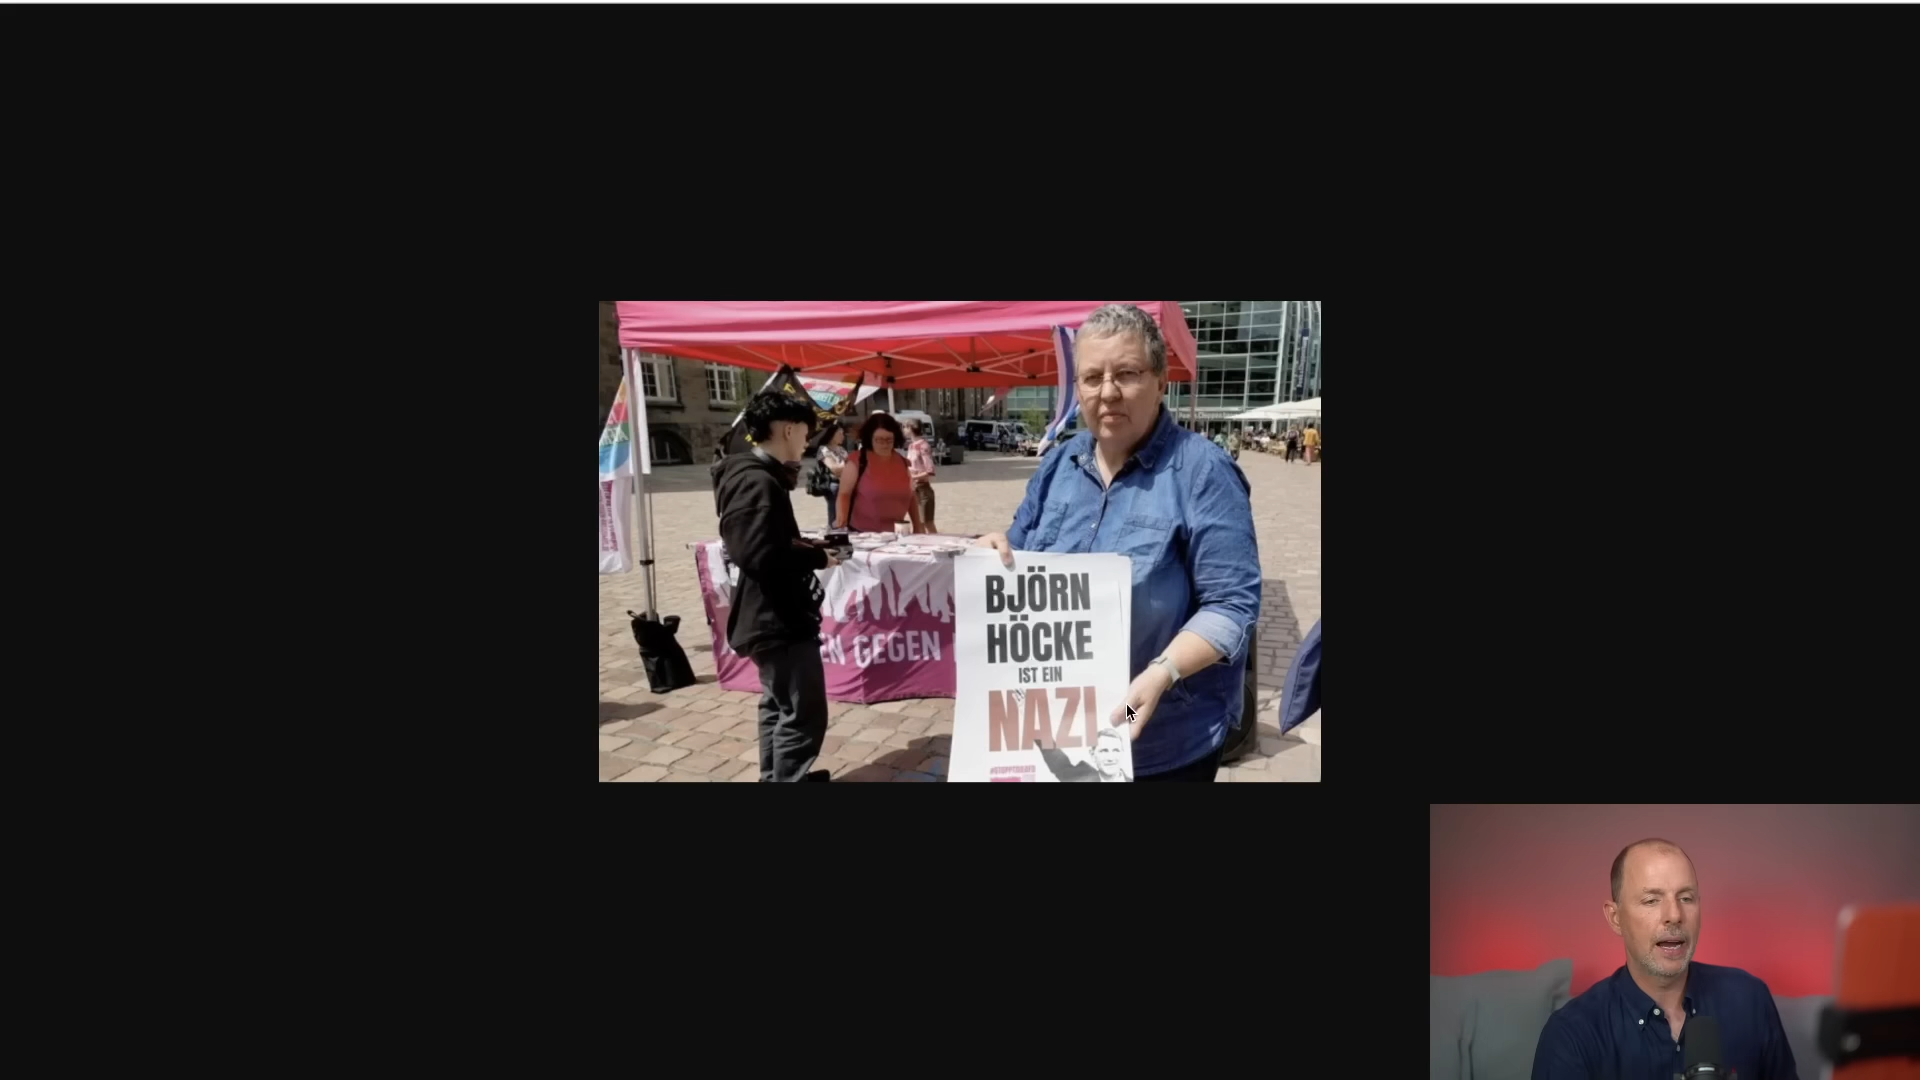 EN GEGEN
BJÖRN
HÖCKE
IST EIN
NAZI